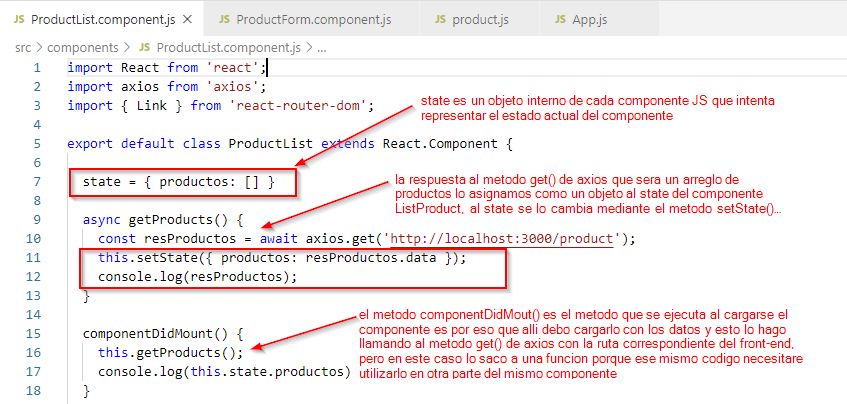 JS ProductList.component.js × JS ProductForm.component.js JS product.js JS App.js
src > components > JS ProductList.component.js > ...
1 import React from 'react';
2 import axios from 'axios';
3 import { Link } from 'react-router-dom';
state es un objeto interno de cada componente JS que intenta
representar el estado actual del componente
4
5 export default class ProductList extends React.Component {
6
7 state = { productos: [] }
la respuesta al metodo get() de axios que sera un arreglo de
productos lo asignamos como un objeto al state del componente
ListProduct, al state se lo cambia mediante el metodo setState()...
8
9 async getProducts() {
10 const resProductos = await axios.get('http://localhost:3000/product');
11 this.setState({ productos: resProductos.data });
12 console.log(resProductos);
13 }
14
el metodo componentDidMout() es el metodo que se ejecuta al cargarse el
componente es por eso que alli debo cargarlo con los datos y esto lo hago
llamando al metodo get() de axios con la ruta correspondiente del front-end,
pero en este caso lo saco a una funcion porque ese mismo codigo necesitare
utilizarlo en otra parte del mismo componente
15 componentDidMount() {
16 this.getProducts();
17 console.log(this.state.productos)
18 }